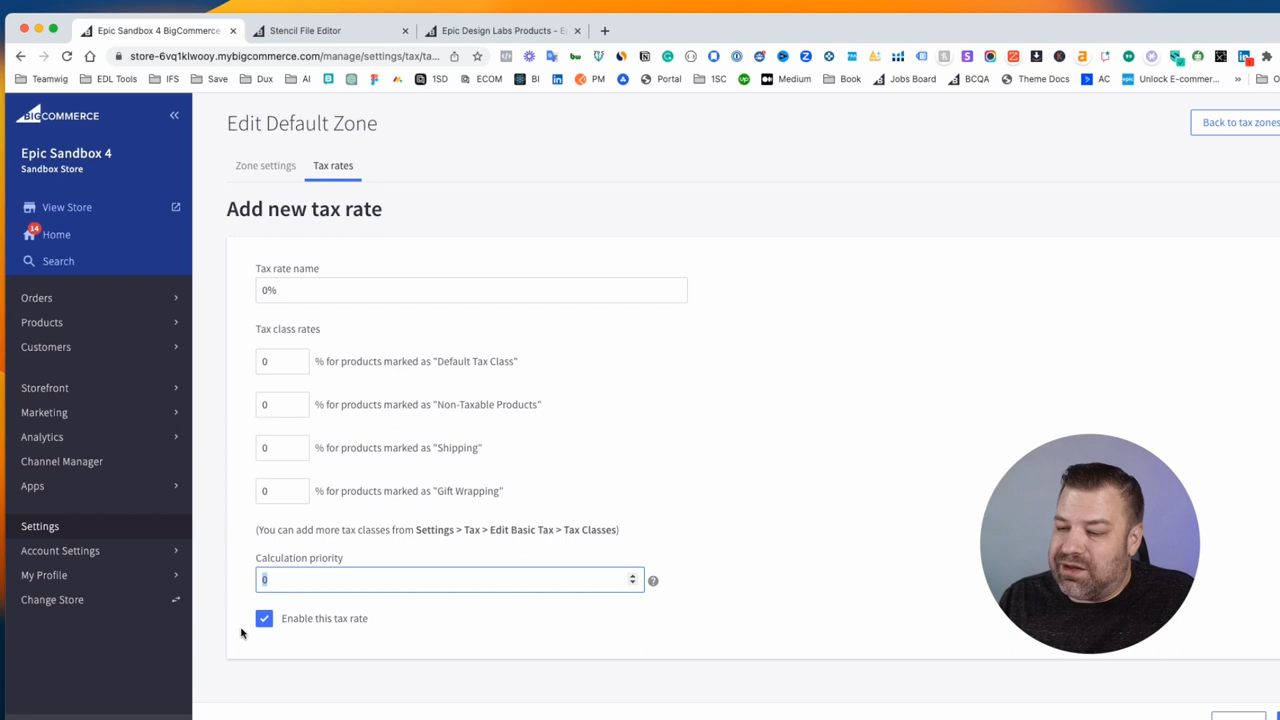 Epic Sandbox 4 BigCommerce
Stencil File Editor
Epic Design Labs Products - E
store-6vq1klwooy.mybigcommerce.com/manage/settings/tax/ta...
Teamwig
EDL Tools
IFS
Save
Dux
AI
1SD
ECOM
BI
PM
Portal
1SC
Medium
Book
Jobs Board
BCQA
Theme Docs
AC
Unlock E-commer...
BIGCOMMERCE
Edit Default Zone
Back to tax zones
Epic Sandbox 4
Sandbox Store
Zone settings
Tax rates
View Store
14
Home
Search
Add new tax rate
Tax rate name
0%
Orders
Products
Customers
Storefront
Marketing
Analytics
Channel Manager
Apps
Settings
Account Settings
My Profile
Change Store
Tax class rates
0 % for products marked as "Default Tax Class"
0 % for products marked as "Non-Taxable Products"
0 % for products marked as "Shipping"
0 % for products marked as "Gift Wrapping"
(You can add more tax classes from Settings > Tax > Edit Basic Tax > Tax Classes)
Calculation priority
0
?
Enable this tax rate